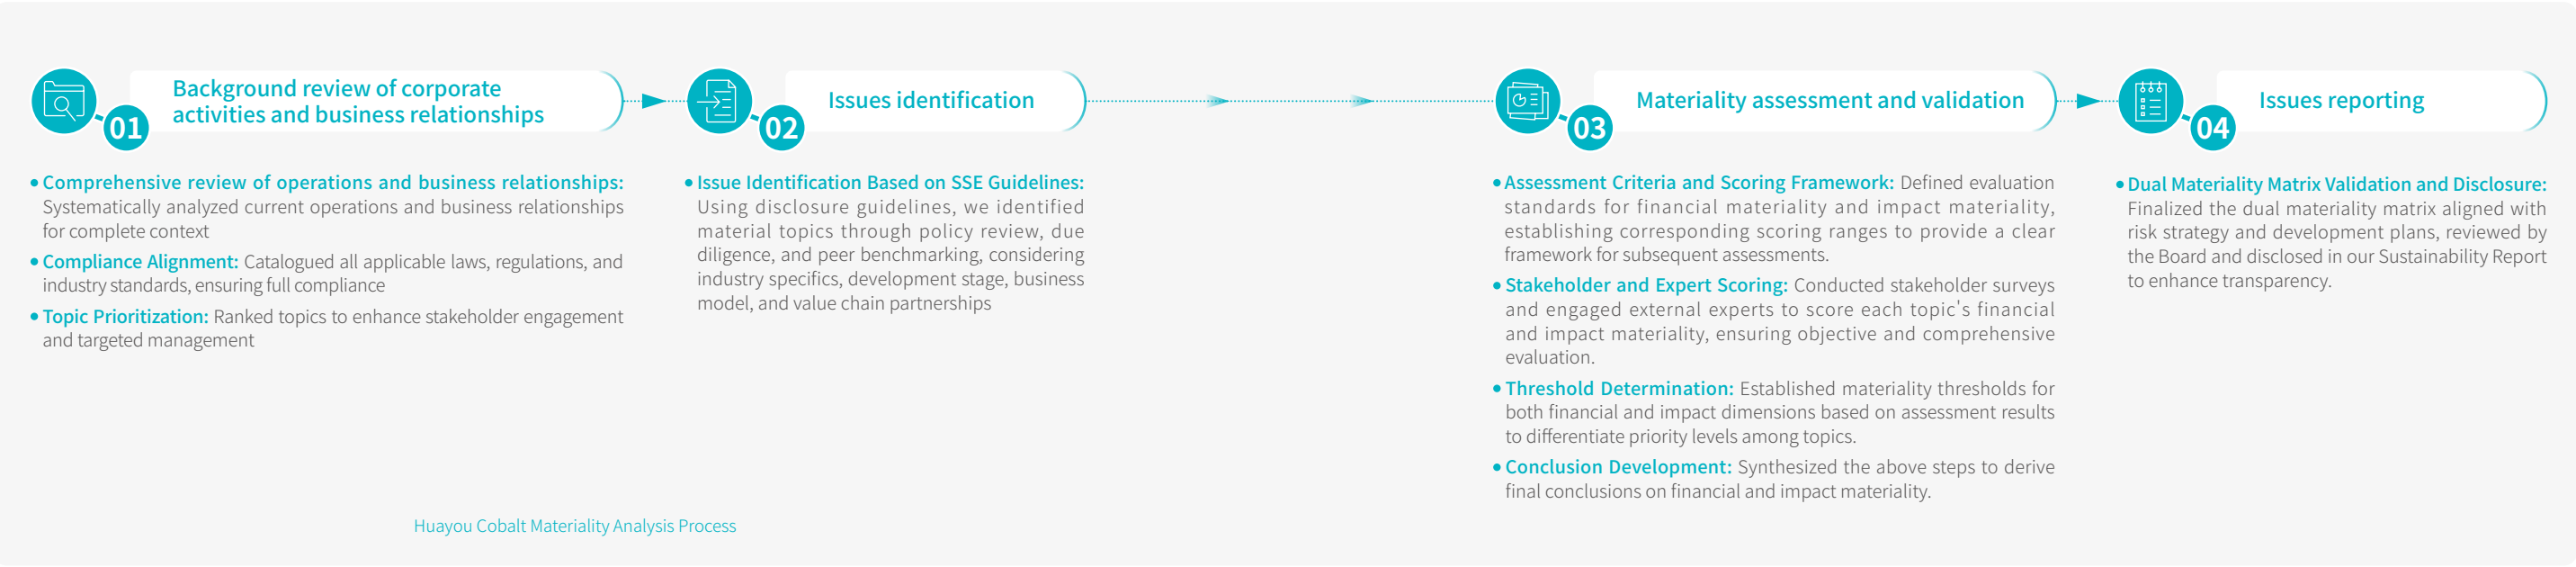 01
Background review of corporate
activities and business relationships
• Comprehensive review of operations and business relationships:
Systematically analyzed current operations and business relationships
for complete context
• Compliance Alignment: Catalogued all applicable laws, regulations, and
industry standards, ensuring full compliance
• Topic Prioritization: Ranked topics to enhance stakeholder engagement
and targeted management
02
Issues identification
• Issue Identification Based on SSE Guidelines:
Using disclosure guidelines, we identified
material topics through policy review, due
diligence, and peer benchmarking, considering
industry specifics, development stage, business
model, and value chain partnerships
03
Materiality assessment and validation
• Assessment Criteria and Scoring Framework: Defined evaluation
standards for financial materiality and impact materiality,
establishing corresponding scoring ranges to provide a clear
framework for subsequent assessments.
• Stakeholder and Expert Scoring: Conducted stakeholder surveys
and engaged external experts to score each topic's financial
and impact materiality, ensuring objective and comprehensive
evaluation.
• Threshold Determination: Established materiality thresholds for
both financial and impact dimensions based on assessment results
to differentiate priority levels among topics.
• Conclusion Development: Synthesized the above steps to derive
final conclusions on financial and impact materiality.
04
Issues reporting
• Dual Materiality Matrix Validation and Disclosure:
Finalized the dual materiality matrix aligned with
risk strategy and development plans, reviewed by
the Board and disclosed in our Sustainability Report
to enhance transparency.
Huayou Cobalt Materiality Analysis Process